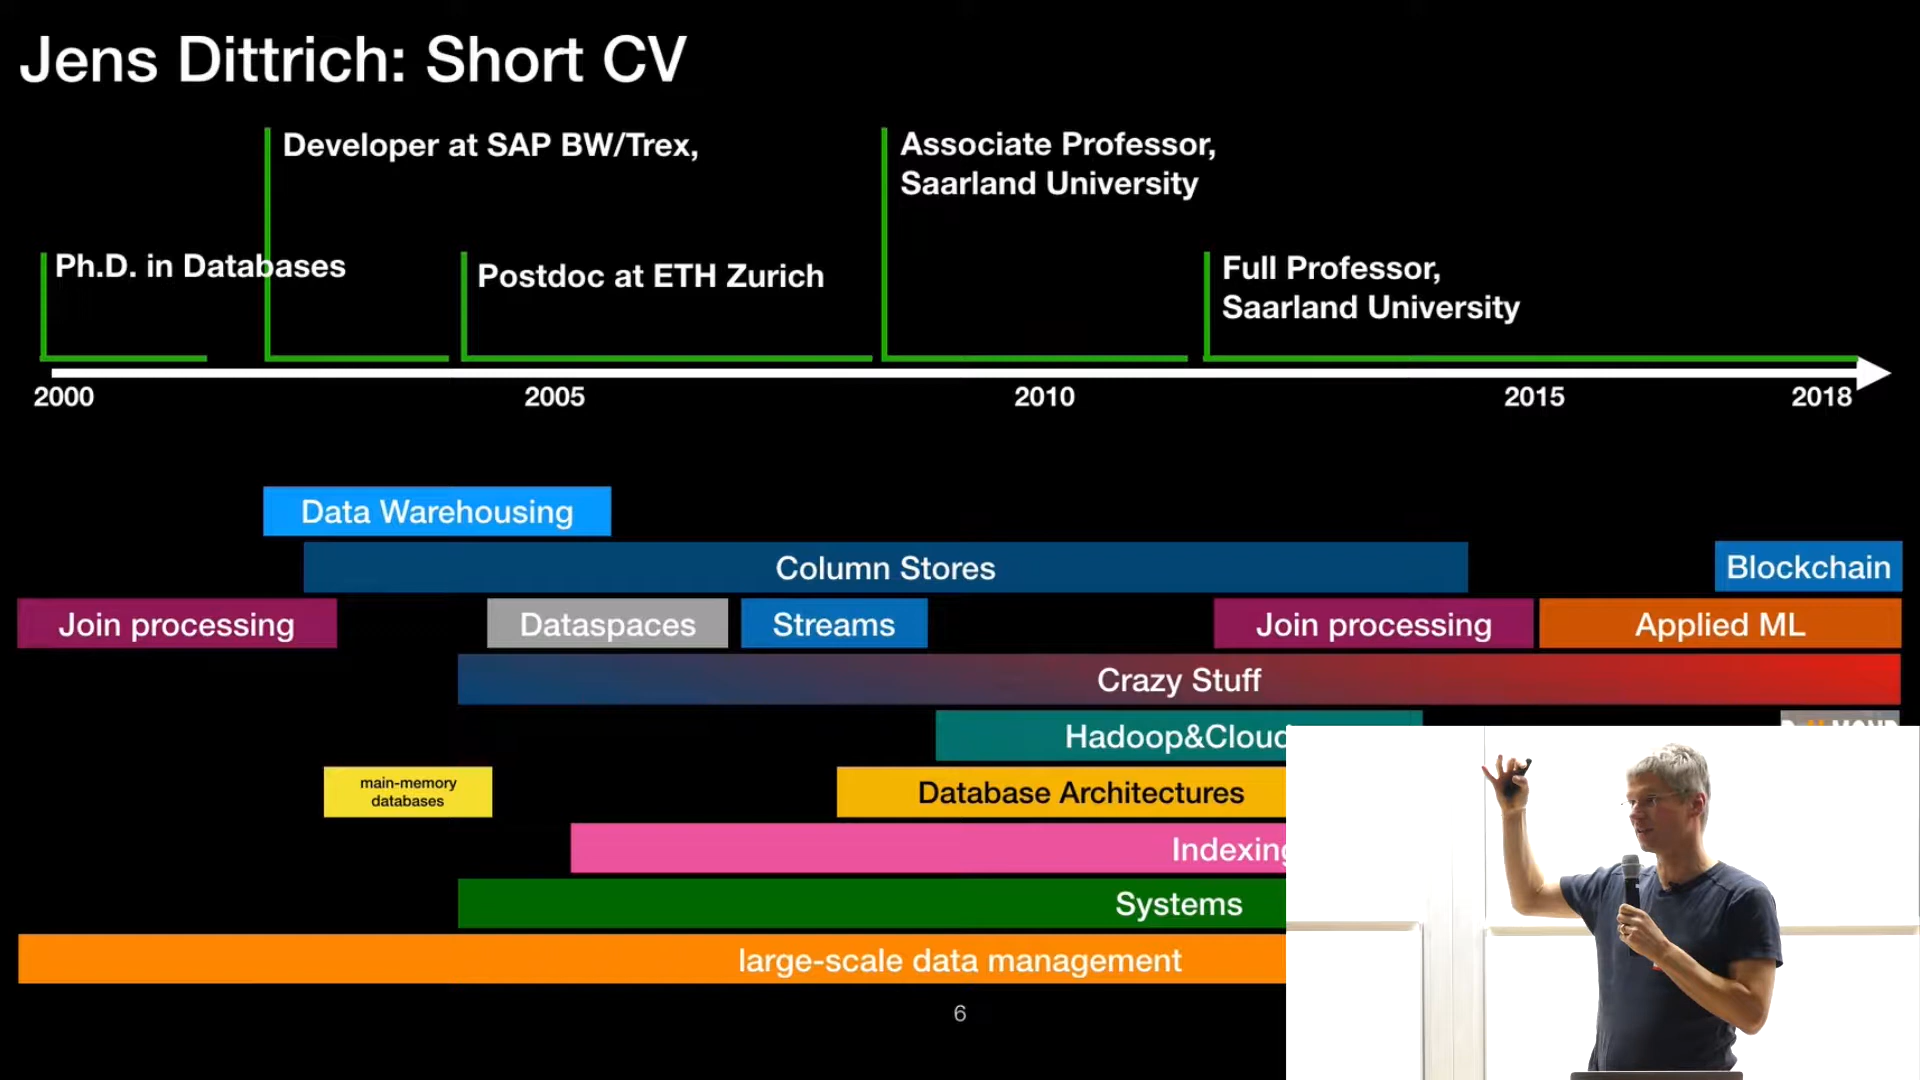 Jens Dittrich: Short CV
Developer at SAP BW/Trex,
Associate Professor,
Saarland University
Ph.D. in Databases
Postdoc at ETH Zurich
Full Professor,
Saarland University
2000
2005
2010
2015
2018
Data Warehousing
Column Stores
Blockchain
Join processing
Dataspaces
Streams
Join processing
Applied ML
Crazy Stuff
Hadoop&Cloud
main-memory
databases
Database Architectures
Indexing
Systems
large-scale data management
6